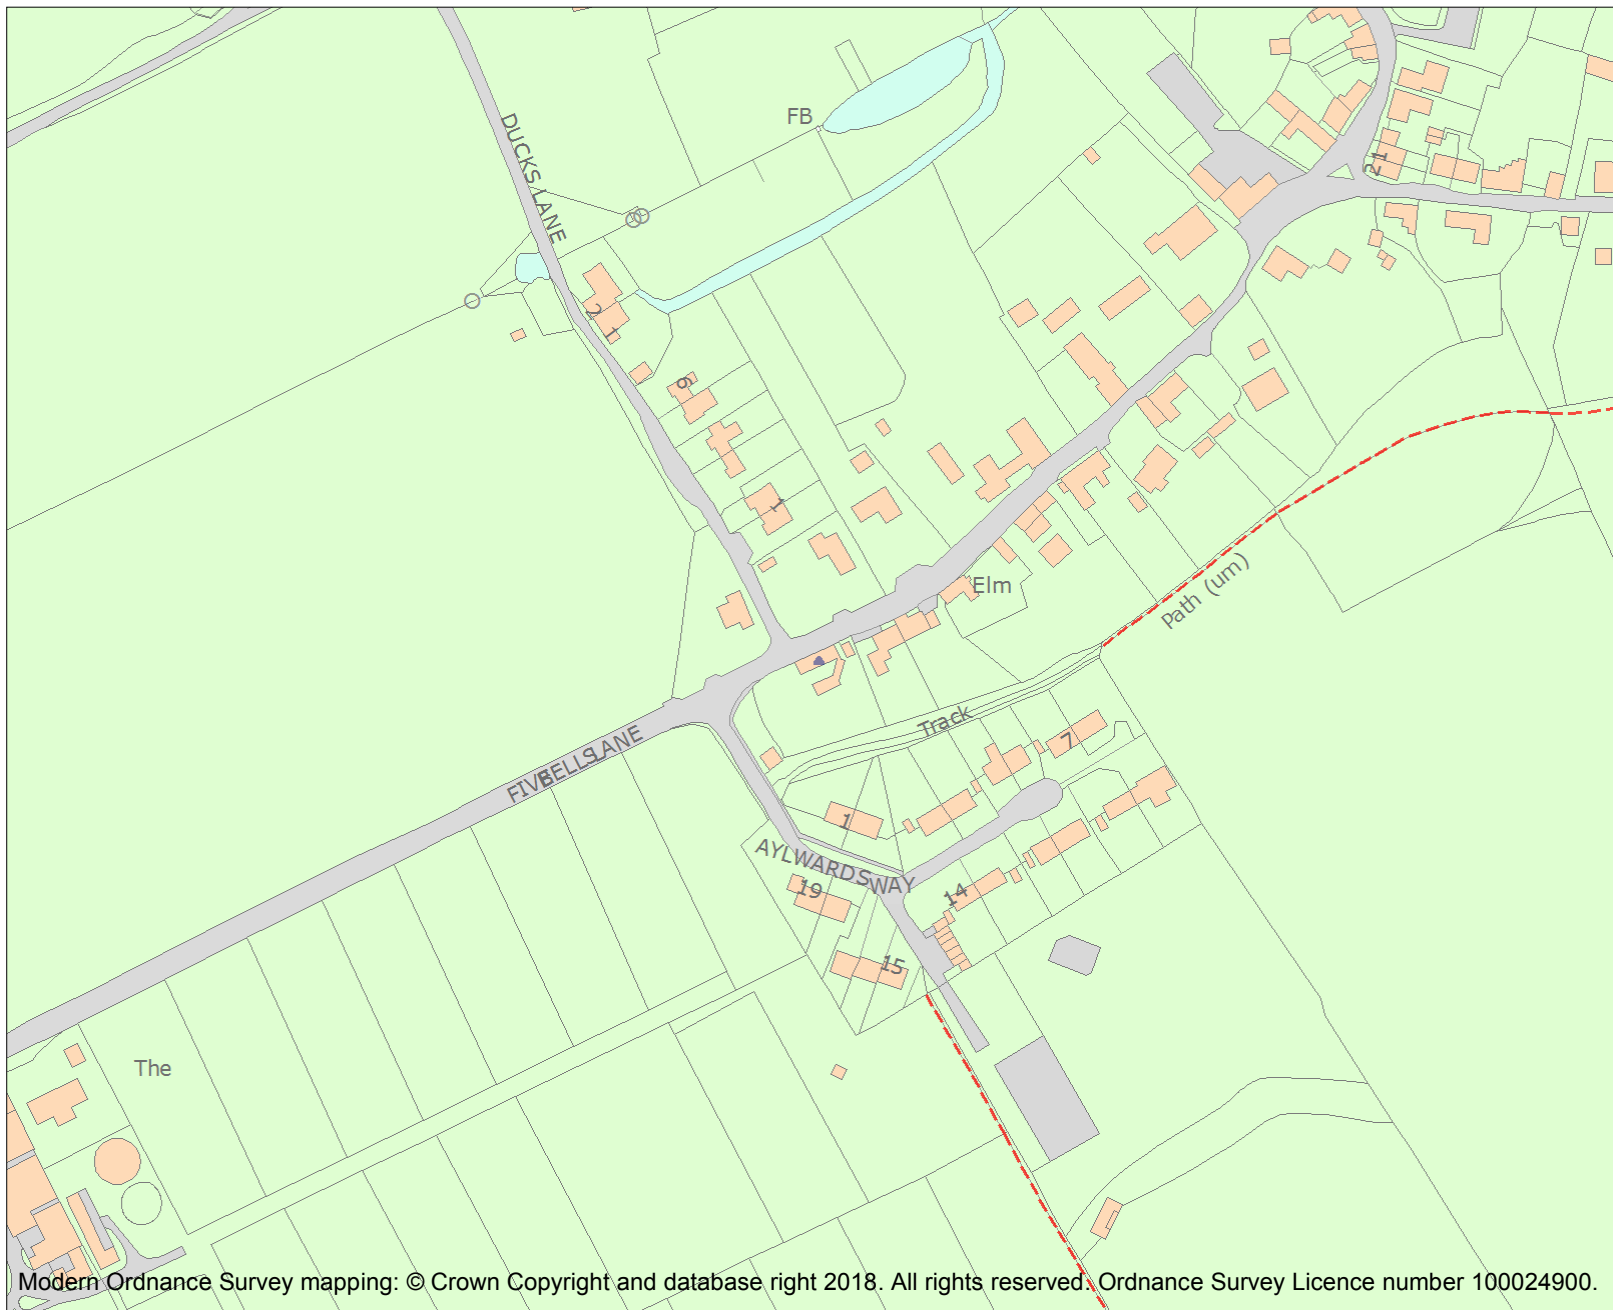 FB
DUCKS LANE
21
2
1
6
1
Elm
Path (um)
Track
7
FIVE BELLS LANE
1
AYLWARDS WAY
19
14
15
The
Modern Ordnance Survey mapping: © Crown Copyright and database right 2018. All rights reserved. Ordnance Survey Licence number 100024900.